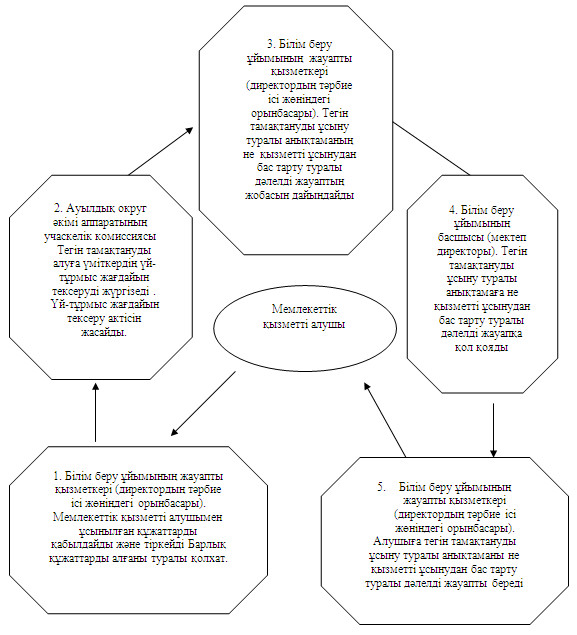 3. Білім беру
ұйымының жауапты
қызметкері
(директордың тәрбие
ісі жөніндегі
орынбасары). Тегін
тамақтануды ұсыну
туралы анықтаманың
не қызметті ұсынудан
бас тарту туралы
дәлелді жауаптың
жобасын дайындайды
2. Ауылдық округ
әкімі аппаратының
учаскелік комиссиясы
Тегін тамақтануды
алуға үміткердің үй-
тұрмыс жағдайын
тексеруді жүргізеді .
Үй-тұрмыс жағдайын
тексеру актісін
жасайды.
4. Білім беру
ұйымының
басшысы (мектеп
директоры). Тегін
тамақтануды
ұсыну туралы
анықтамаға не
қызметті ұсынудан
бас тарту туралы
дәлелді жауапқа
қол қояды
Мемлекеттік
қызметті алушы
1. Білім беру ұйымының жауапты
қызметкері (директордың тәрбие
ісі жөніндегі орынбасары).
Мемлекеттік қызметті алушымен
ұсынылған құжаттарды
қабылдайды және тіркейді Барлық
құжаттарды алғаны туралы қолхат.
5. Білім беру ұйымының
жауапты қызметкері
(директордың тәрбие ісі
жөніндегі орынбасары).
Алушыға тегін тамақтануды
ұсыну туралы анықтаманы не
қызметті ұсынудан бас тарту
туралы дәлелді жауапты береді